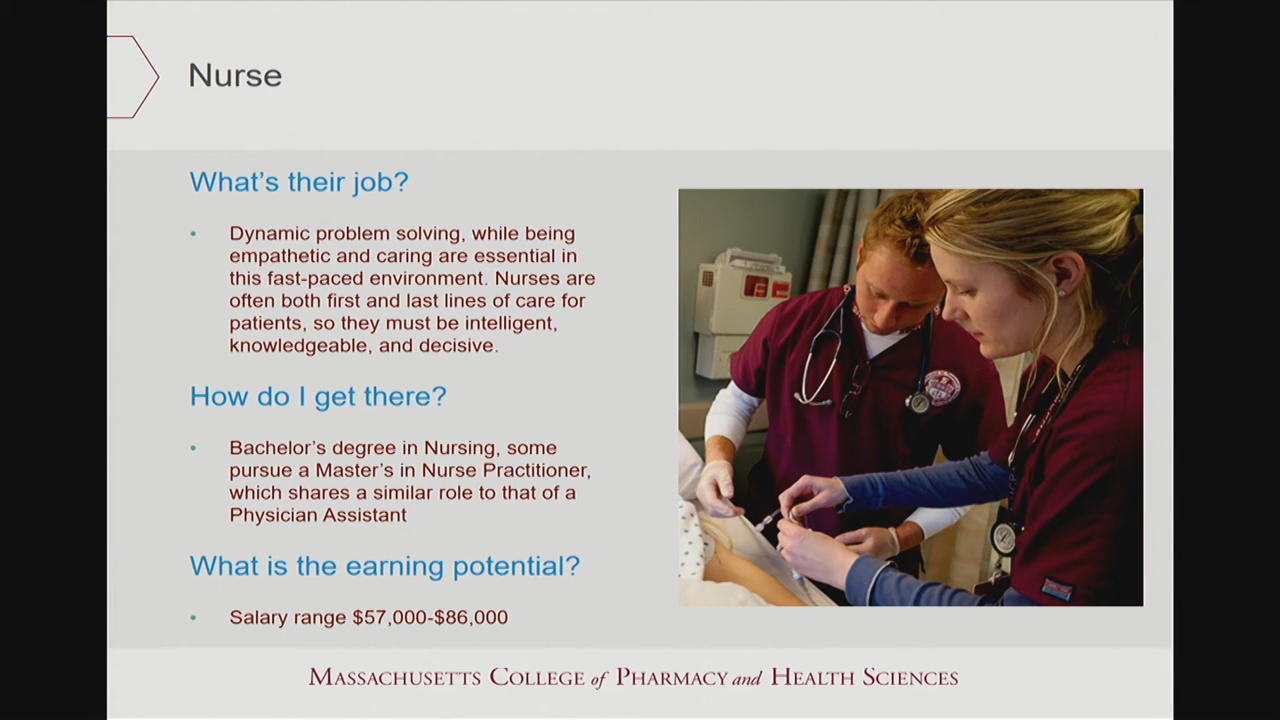 Nurse
What's their job?
• Dynamic problem solving, while being
empathetic and caring are essential in
this fast-paced environment. Nurses are
often both first and last lines of care for
patients, so they must be intelligent,
knowledgeable, and decisive.
How do I get there?
• Bachelor's degree in Nursing, some
pursue a Master's in Nurse Practitioner,
which shares a similar role to that of a
Physician Assistant
What is the earning potential?
• Salary range $57,000-$86,000
MASSACHUSETTS COLLEGE of PHARMACY and HEALTH SCIENCES